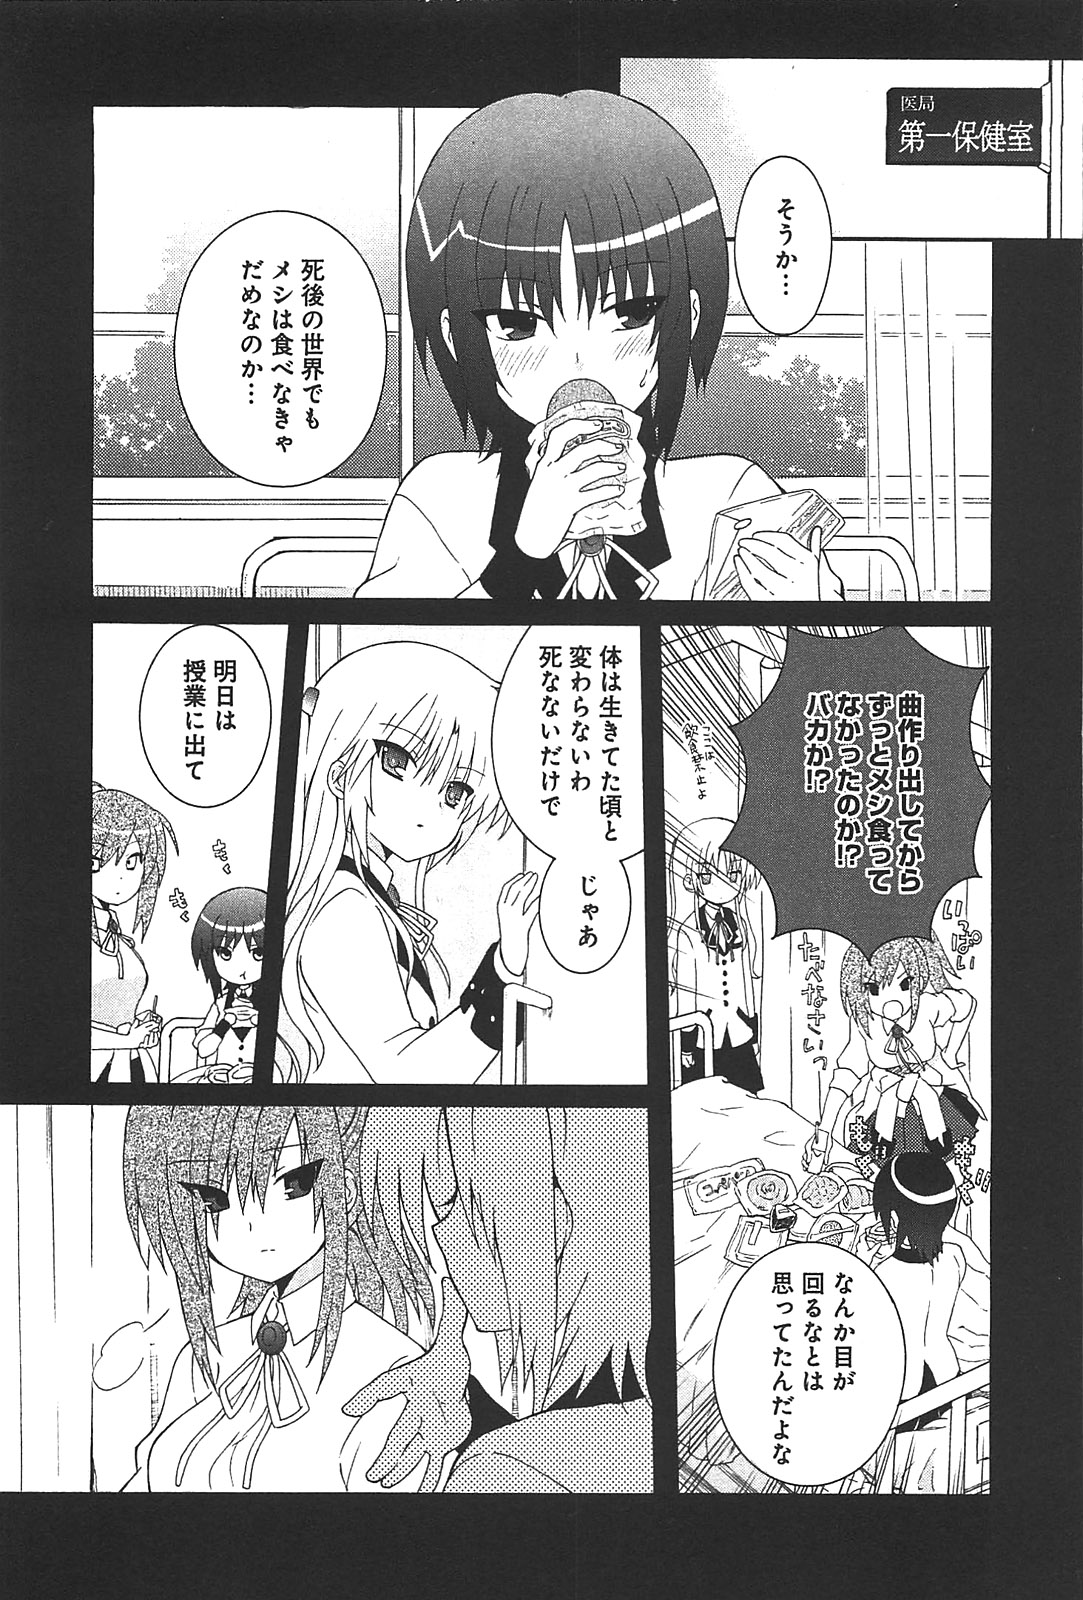 医局
第一保健室
そうか…
死後の世界でも
メシは食べなきゃ
だめなのか…
曲作り出してから
ずっとメシ食って
なかったのか!?
バカか!?
ここは
飲食禁止よ
いっぱい
たべなさいっ
コッペパン
なんか目が
回るなとは
思ってたんだよな
体は生きてた頃と
変わらないわ
死なないだけで
じゃあ
明日は
授業に出て
もく
もく